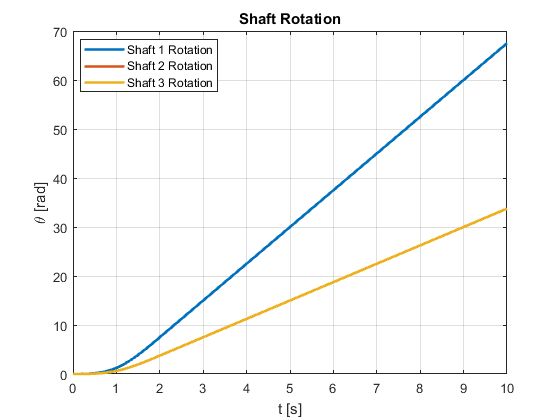 Shaft Rotation
Shaft 1 Rotation
Shaft 2 Rotation
Shaft 3 Rotation
70
60
50
40
30
20
10
0
θ [rad]
0 1 2 3 4 5 6 7 8 9 10
t [s]